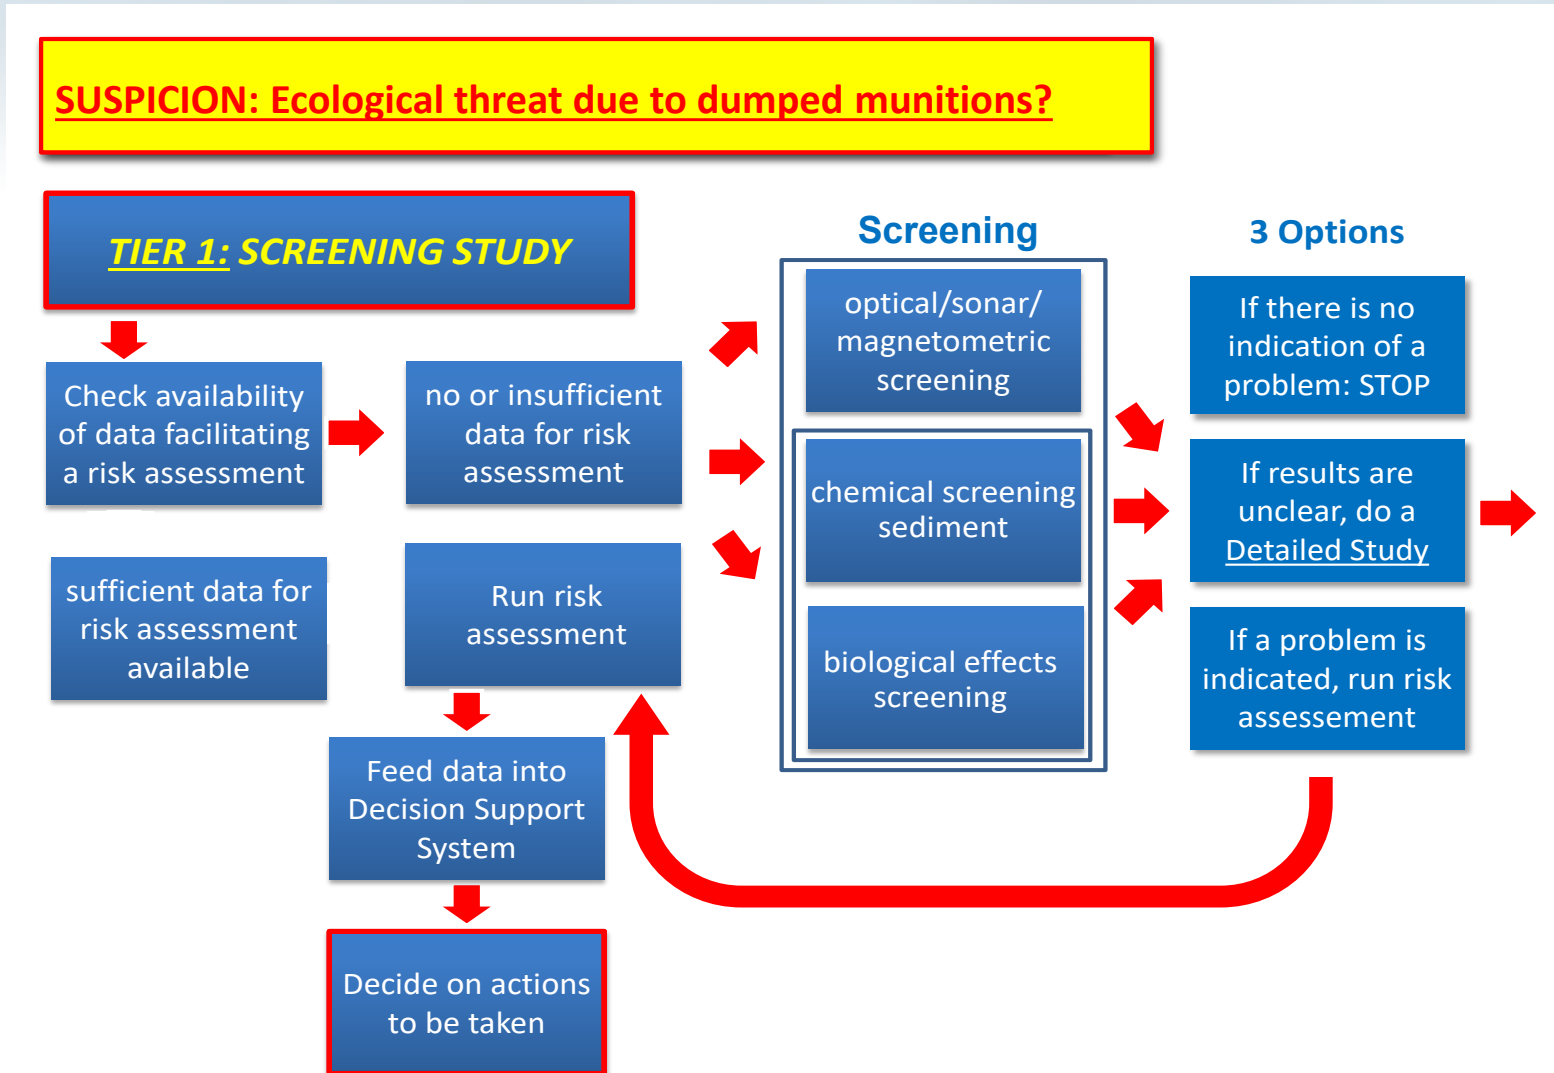 SUSPICION: Ecological threat due to dumped munitions?
TIER 1: SCREENING STUDY
Check availability
of data facilitating
a risk assessment
no or insufficient
data for risk
assessment
sufficient data for
risk assessment
available
Run risk
assessment
Feed data into
Decision Support
System
Decide on actions
to be taken
Screening
optical/sonar/
magnetometric
screening
chemical screening
sediment
biological effects
screening
3 Options
If there is no
indication of a
problem: STOP
If results are
unclear, do a
Detailed Study
If a problem is
indicated, run risk
assessement